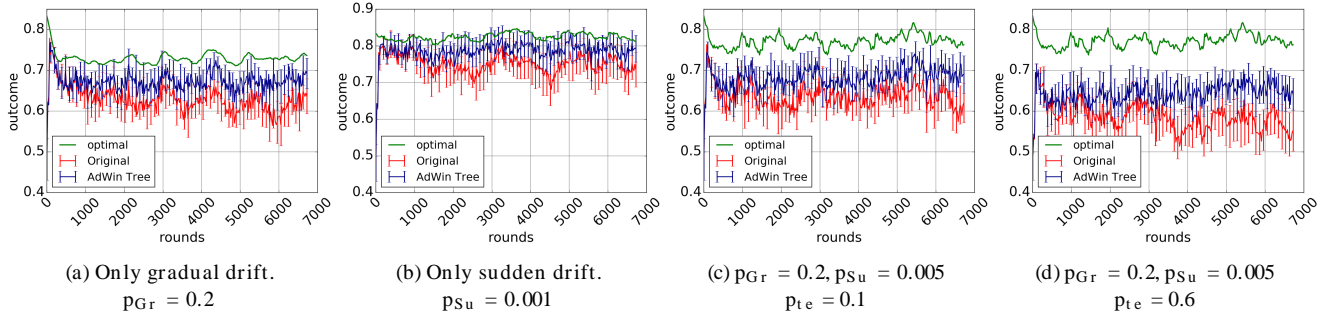 0.8
0.7
0.6
0.5
0.4
outcome
optimal
Original
AdWin Tree
0 1000 2000 3000 4000 5000 6000 7000
rounds
(a) Only gradual drift.
pGr = 0.2
0.9
0.8
0.7
0.6
0.5
0.4
outcome
optimal
Original
AdWin Tree
0 1000 2000 3000 4000 5000 6000 7000
rounds
(b) Only sudden drift.
pSu = 0.001
0.8
0.7
0.6
0.5
0.4
outcome
optimal
Original
AdWin Tree
0 1000 2000 3000 4000 5000 6000 7000
rounds
(c) pGr = 0.2, pSu = 0.005
pte = 0.1
0.8
0.7
0.6
0.5
0.4
outcome
optimal
Original
AdWin Tree
0 1000 2000 3000 4000 5000 6000 7000
rounds
(d) pGr = 0.2, pSu = 0.005
pte = 0.6